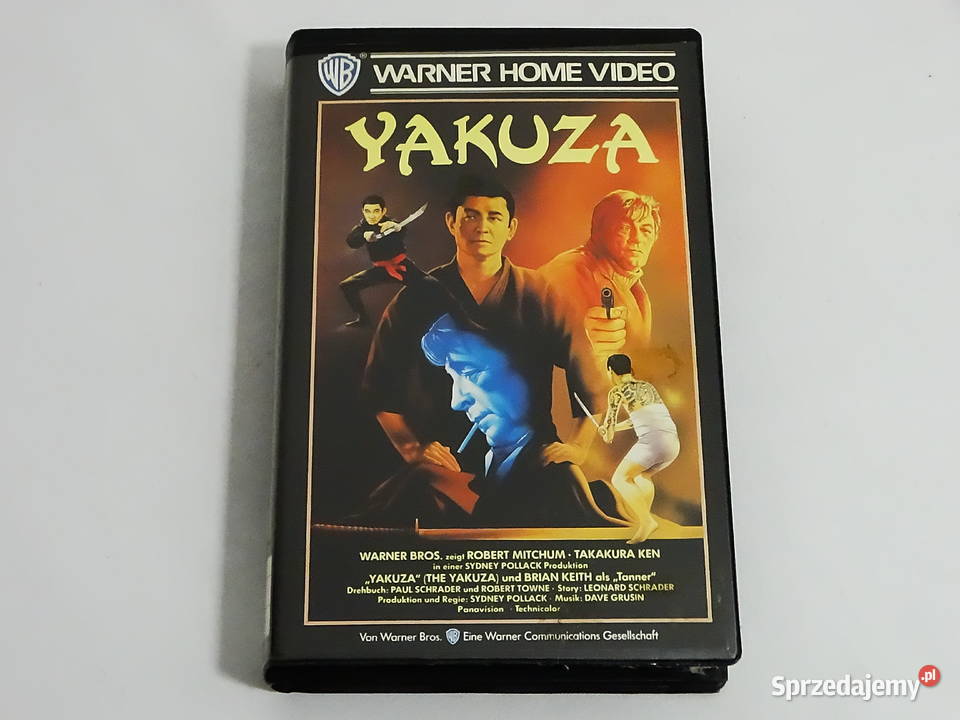 WB® WARNER HOME VIDEO
YAKUZA
WARNER BROS. zeigt ROBERT MITCHUM · TAKAKURA KEN
in einer SYDNEY POLLACK Produktion
„YAKUZA“ (THE YAKUZA) und BRIAN KEITH als „Tanner“
Drehbuch: PAUL SCHRADER und ROBERT TOWNE · Story: LEONARD SCHRADER
Produktion und Regie: SYDNEY POLLACK · Musik: DAVE GRUSIN
Panavision · Technicolor
Von Warner Bros. WB Eine Warner Communications Gesellschaft
Sprzedajemy.pl